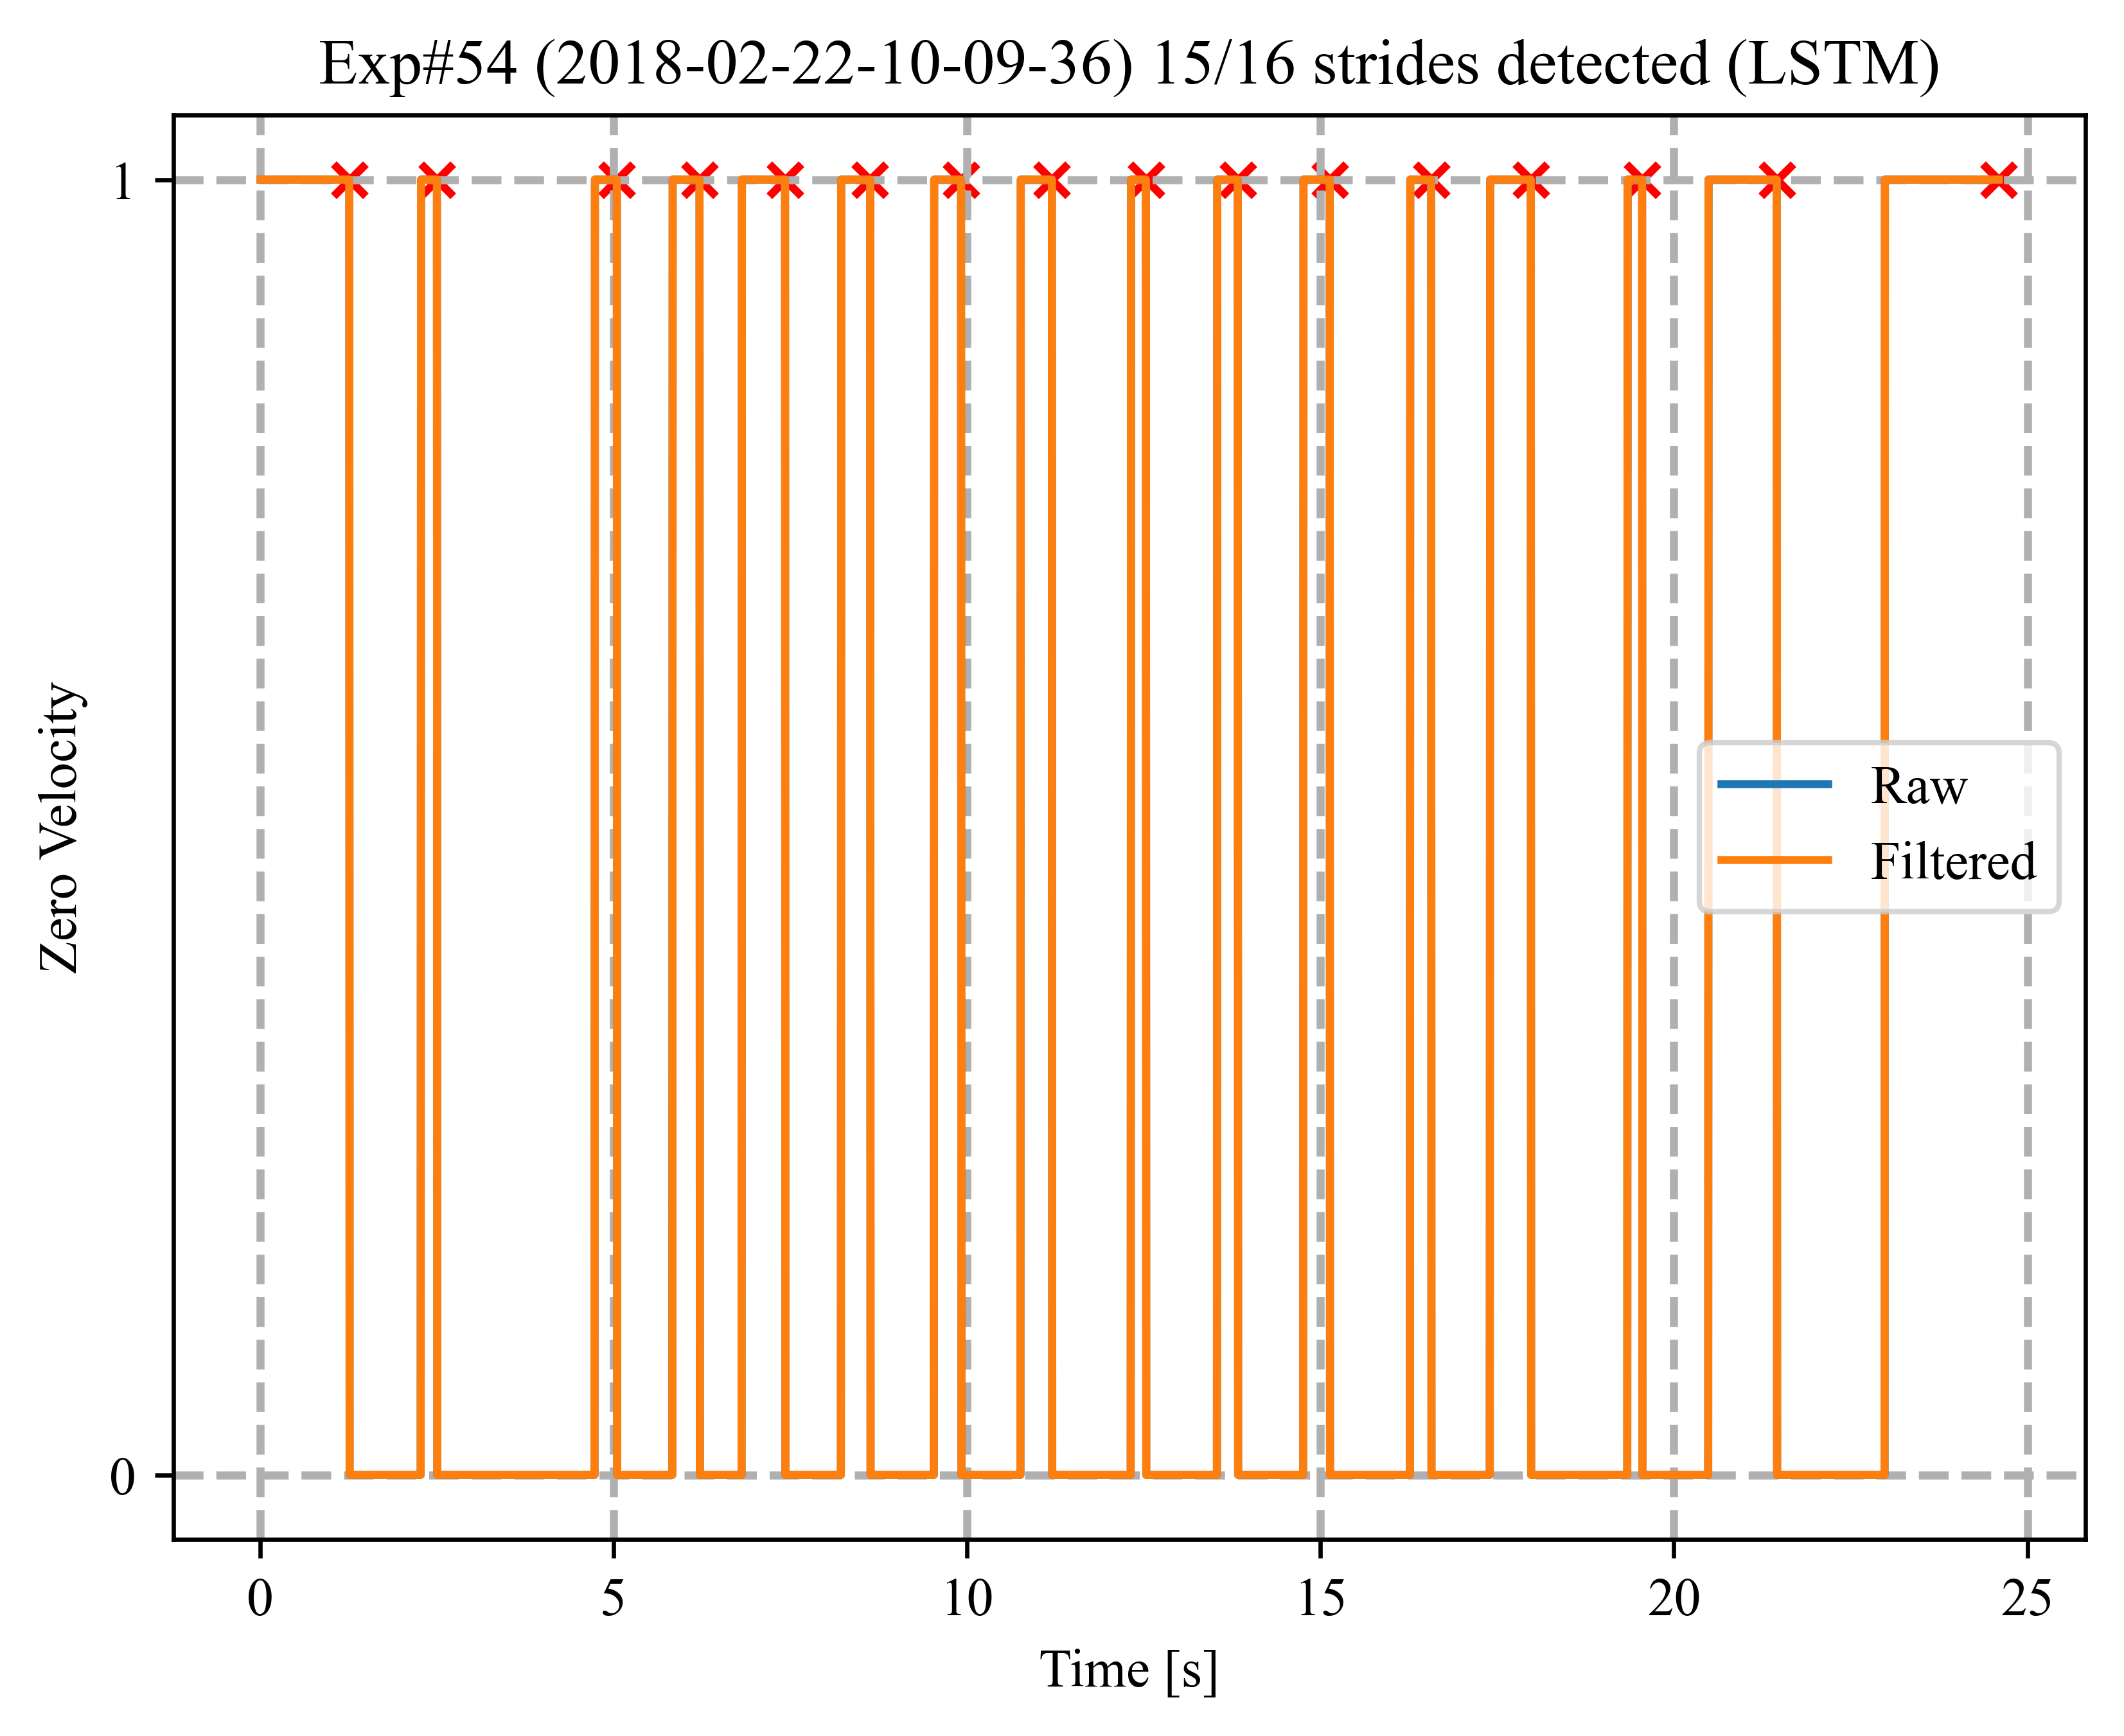 Exp#54 (2018-02-22-10-09-36) 15/16 strides detected (LSTM)
1
Zero Velocity
Raw
Filtered
0
0 5 10 15 20 25
Time [s]